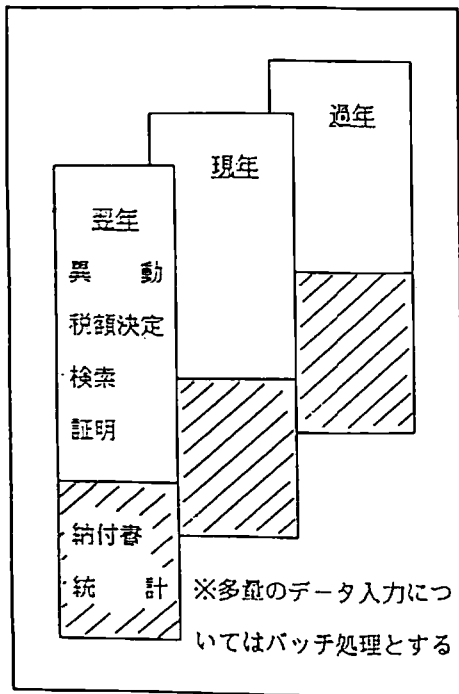 過年
現年
翌年
異　動
税額決定
検索
証明
納付書
統　計
※多量のデータ入力につ
いてはバッチ処理とする